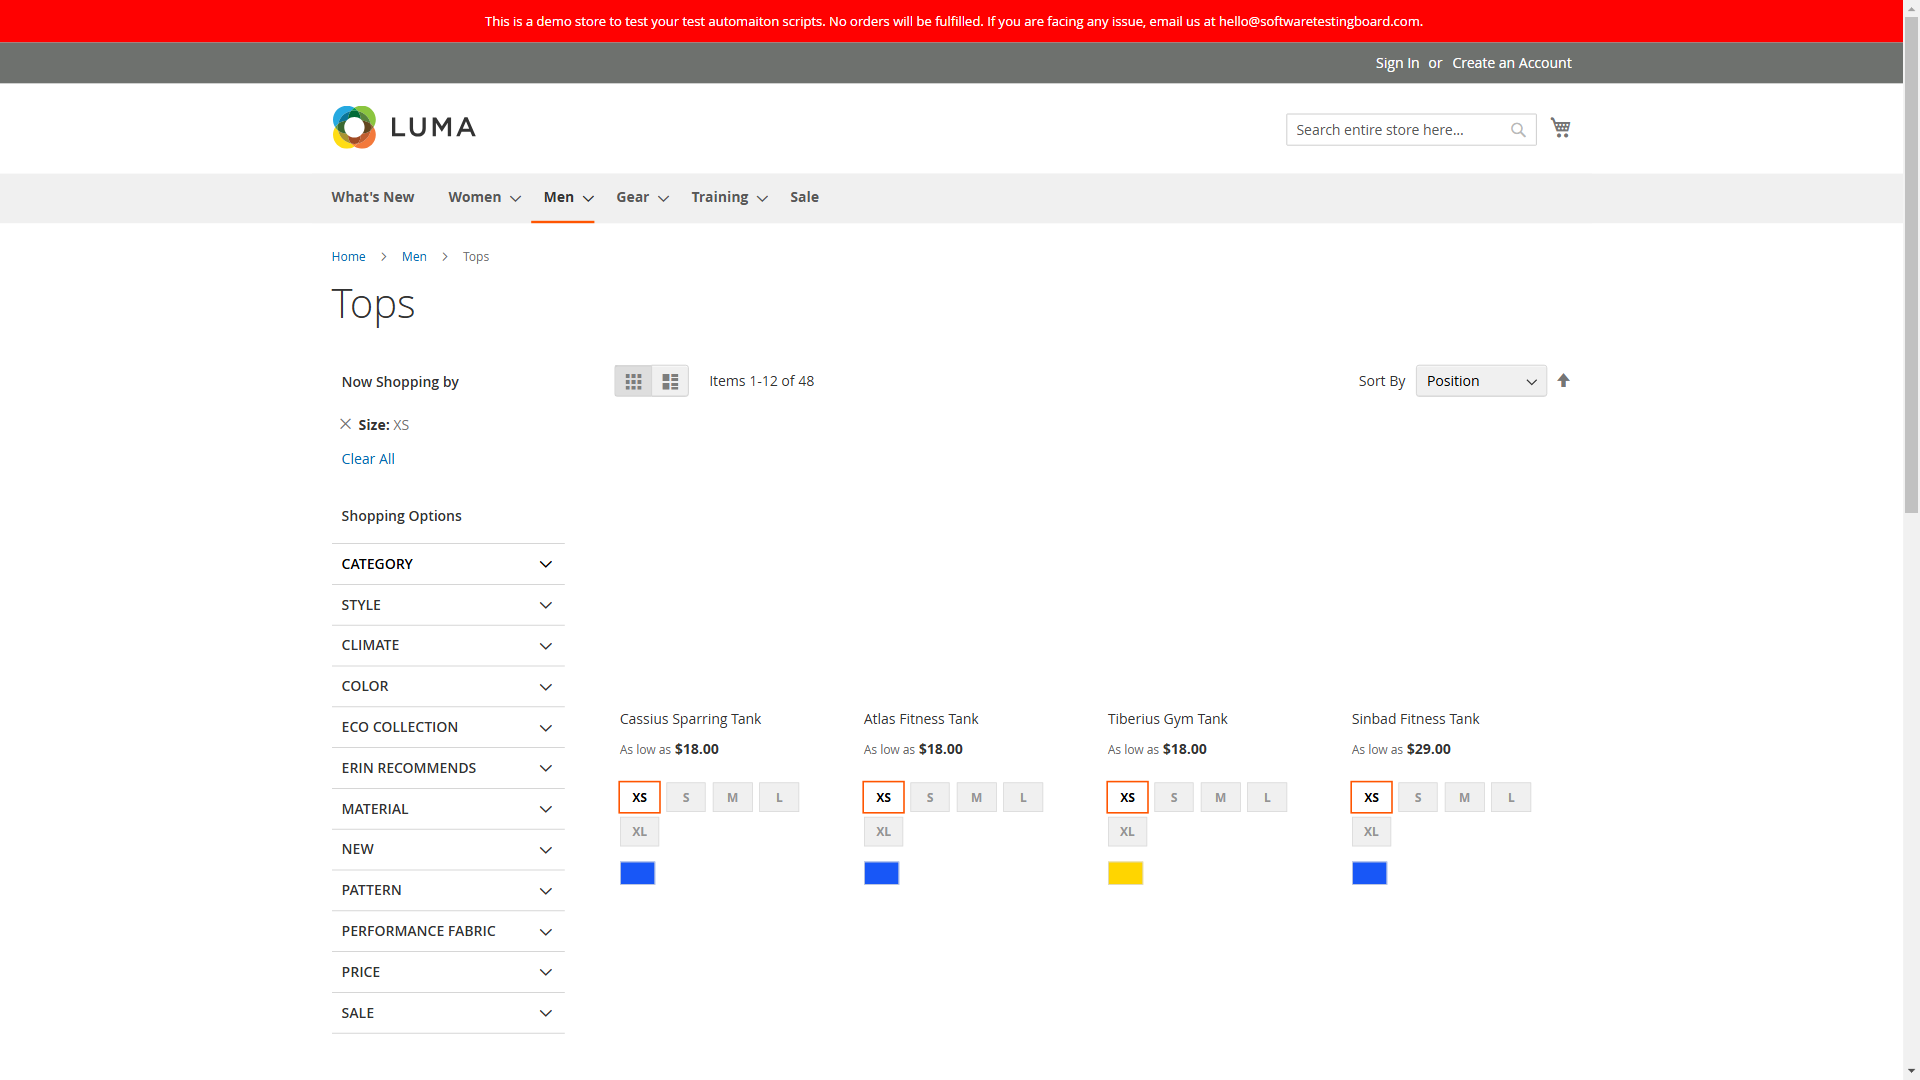 This is a demo store to test your test automaiton scripts. No orders will be fulfilled. If you are facing any issue, email us at hello@softwaretestingboard.com.
Sign In or Create an Account
LUMA
Search entire store here...
What's New Women Men Gear Training Sale
Home > Men > Tops
Tops
Now Shopping by
Items 1-12 of 48
Sort By Position
Size: XS
Clear All
Shopping Options
CATEGORY
STYLE
CLIMATE
COLOR
ECO COLLECTION
ERIN RECOMMENDS
MATERIAL
NEW
PATTERN
PERFORMANCE FABRIC
PRICE
SALE
Cassius Sparring Tank
As low as $18.00
XS S M L
XL
Atlas Fitness Tank
As low as $18.00
XS S M L
XL
Tiberius Gym Tank
As low as $18.00
XS S M L
XL
Sinbad Fitness Tank
As low as $29.00
XS S M L
XL